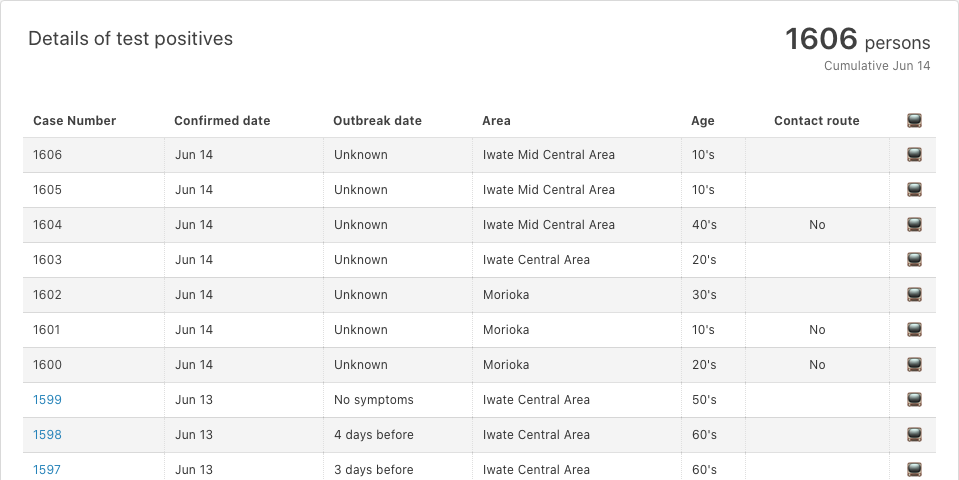 Details of test positives
1606 persons
Cumulative Jun 14
Case Number Confirmed date Outbreak date Area Age Contact route
1606 Jun 14 Unknown Iwate Mid Central Area 10's
1605 Jun 14 Unknown Iwate Mid Central Area 10's
1604 Jun 14 Unknown Iwate Mid Central Area 40's No
1603 Jun 14 Unknown Iwate Central Area 20's
1602 Jun 14 Unknown Morioka 30's
1601 Jun 14 Unknown Morioka 10's No
1600 Jun 14 Unknown Morioka 20's No
1599 Jun 13 No symptoms Iwate Central Area 50's
1598 Jun 13 4 days before Iwate Central Area 60's
1597 Jun 13 3 days before Iwate Central Area 60's